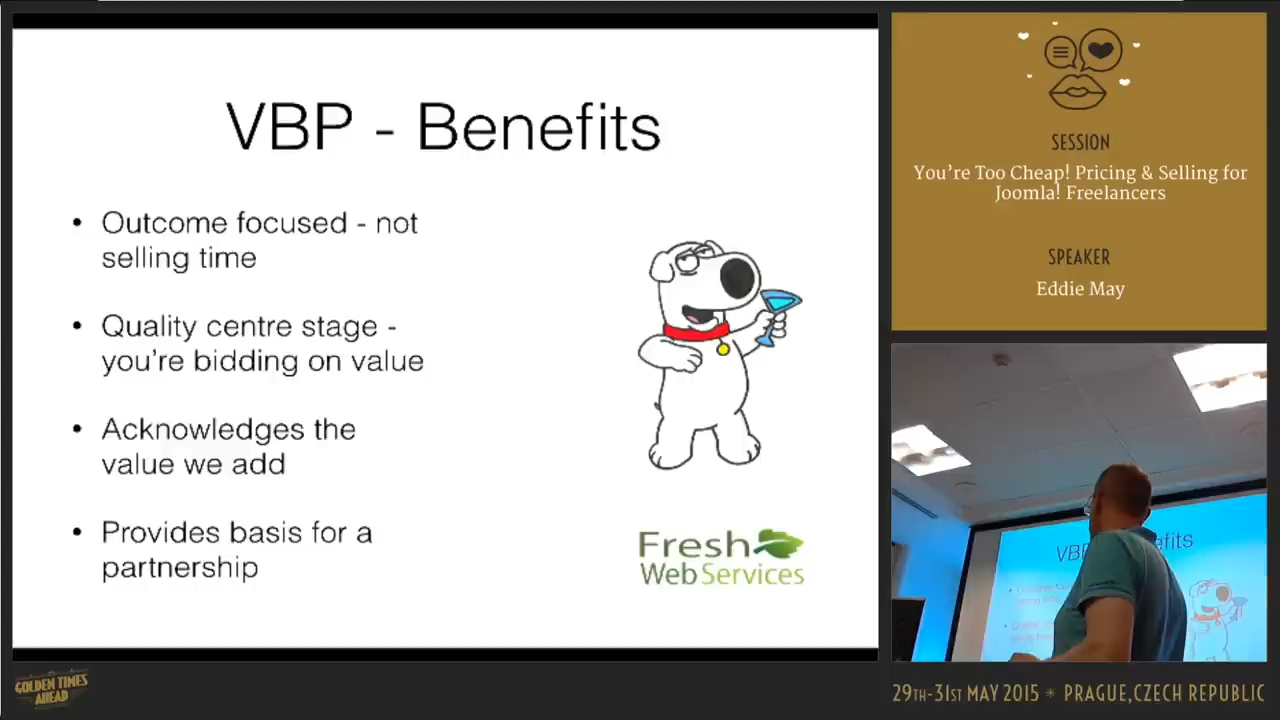 VBP - Benefits
• Outcome focused - not
selling time
• Quality centre stage -
you're bidding on value
• Acknowledges the
value we add
• Provides basis for a
partnership
Fresh
Web Services
SESSION
You're Too Cheap! Pricing & Selling for
Joomla! Freelancers
SPEAKER
Eddie May
GOLDEN TIMES
AHEAD
29TH-31ST MAY 2015 * PRAGUE,CZECH REPUBLIC